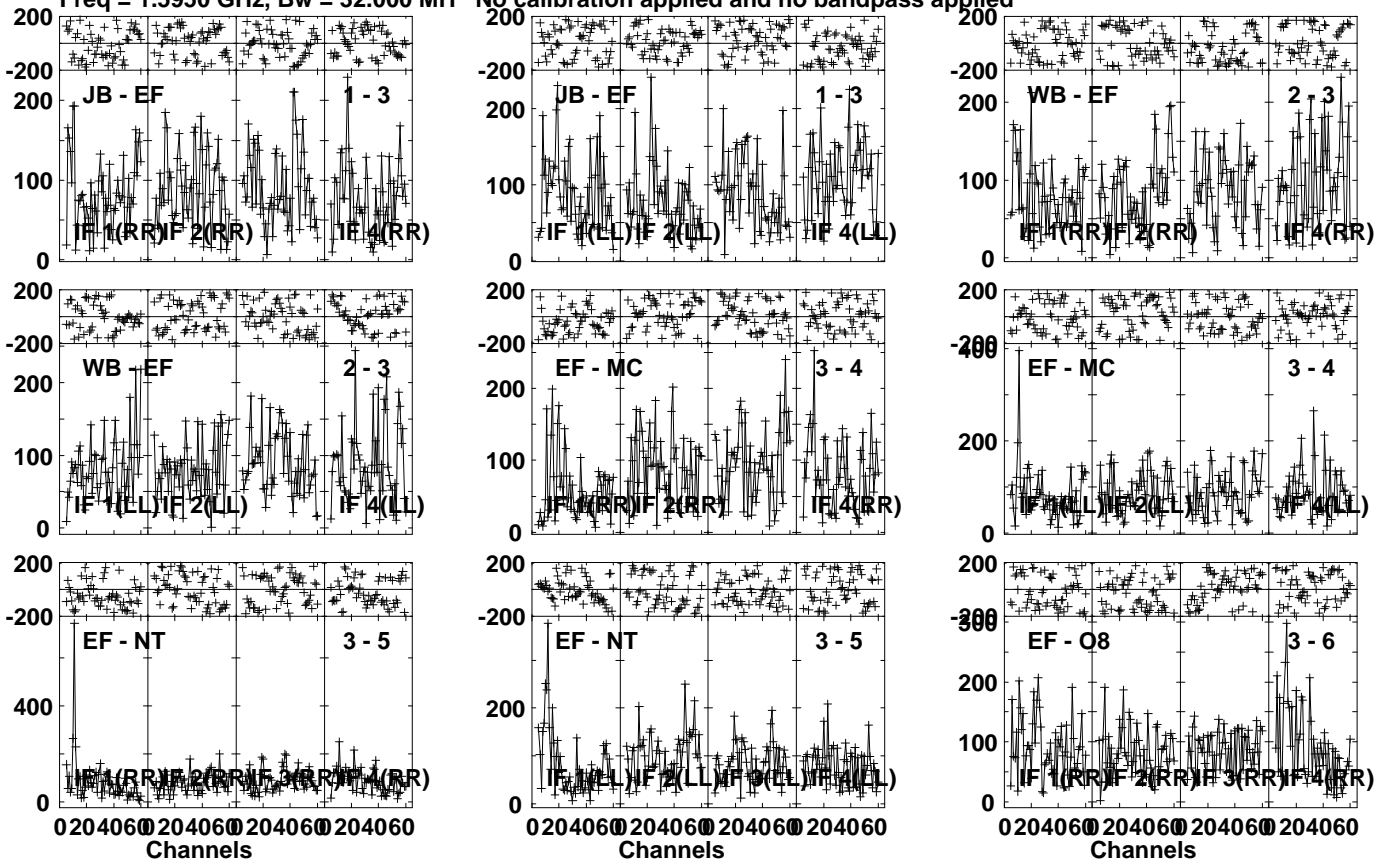 Freq = 1.5950 GHz, Bw = 32.000 MH No calibration applied and no bandpass applied
200 200 200
-200 -200 -200
JB - EF 1 - 3 JB - EF 1 - 3 WB - EF 2 - 3
200 200 200
100 100 100
IF 1(RR) IF 2(RR) IF 4(RR) IF 1(LL) IF 2(LL) IF 4(LL) IF 1(RR) IF 2(RR) IF 4(RR)
0 0 0
200 200 200
-200 -200 -200
400
WB - EF 2 - 3 EF - MC 3 - 4 EF - MC 3 - 4
200 200 200
100 100
IF 1(LL) IF 2(LL) IF 4(LL) IF 1(RR) IF 2(RR) IF 4(RR) IF 1(LL) IF 2(LL) IF 4(LL)
0 0 0
200 200 200
-200 -200 -200
300
EF - NT 3 - 5 EF - NT 3 - 5 EF - O8 3 - 6
400 200 200
100
IF 1(RR) IF 2(RR) IF 3(RR) IF 4(RR) IF 1(LL) IF 2(LL) IF 3(LL) IF 4(LL) IF 1(RR) IF 2(RR) IF 3(RR) IF 4(RR)
0 0 0
0 20 40 60 0 20 40 60 0 20 40 60 0 20 40 60 0 20 40 60 0 20 40 60 0 20 40 60 0 20 40 60 0 20 40 60 0 20 40 60 0 20 40 60 0 20 40 60
Channels Channels Channels